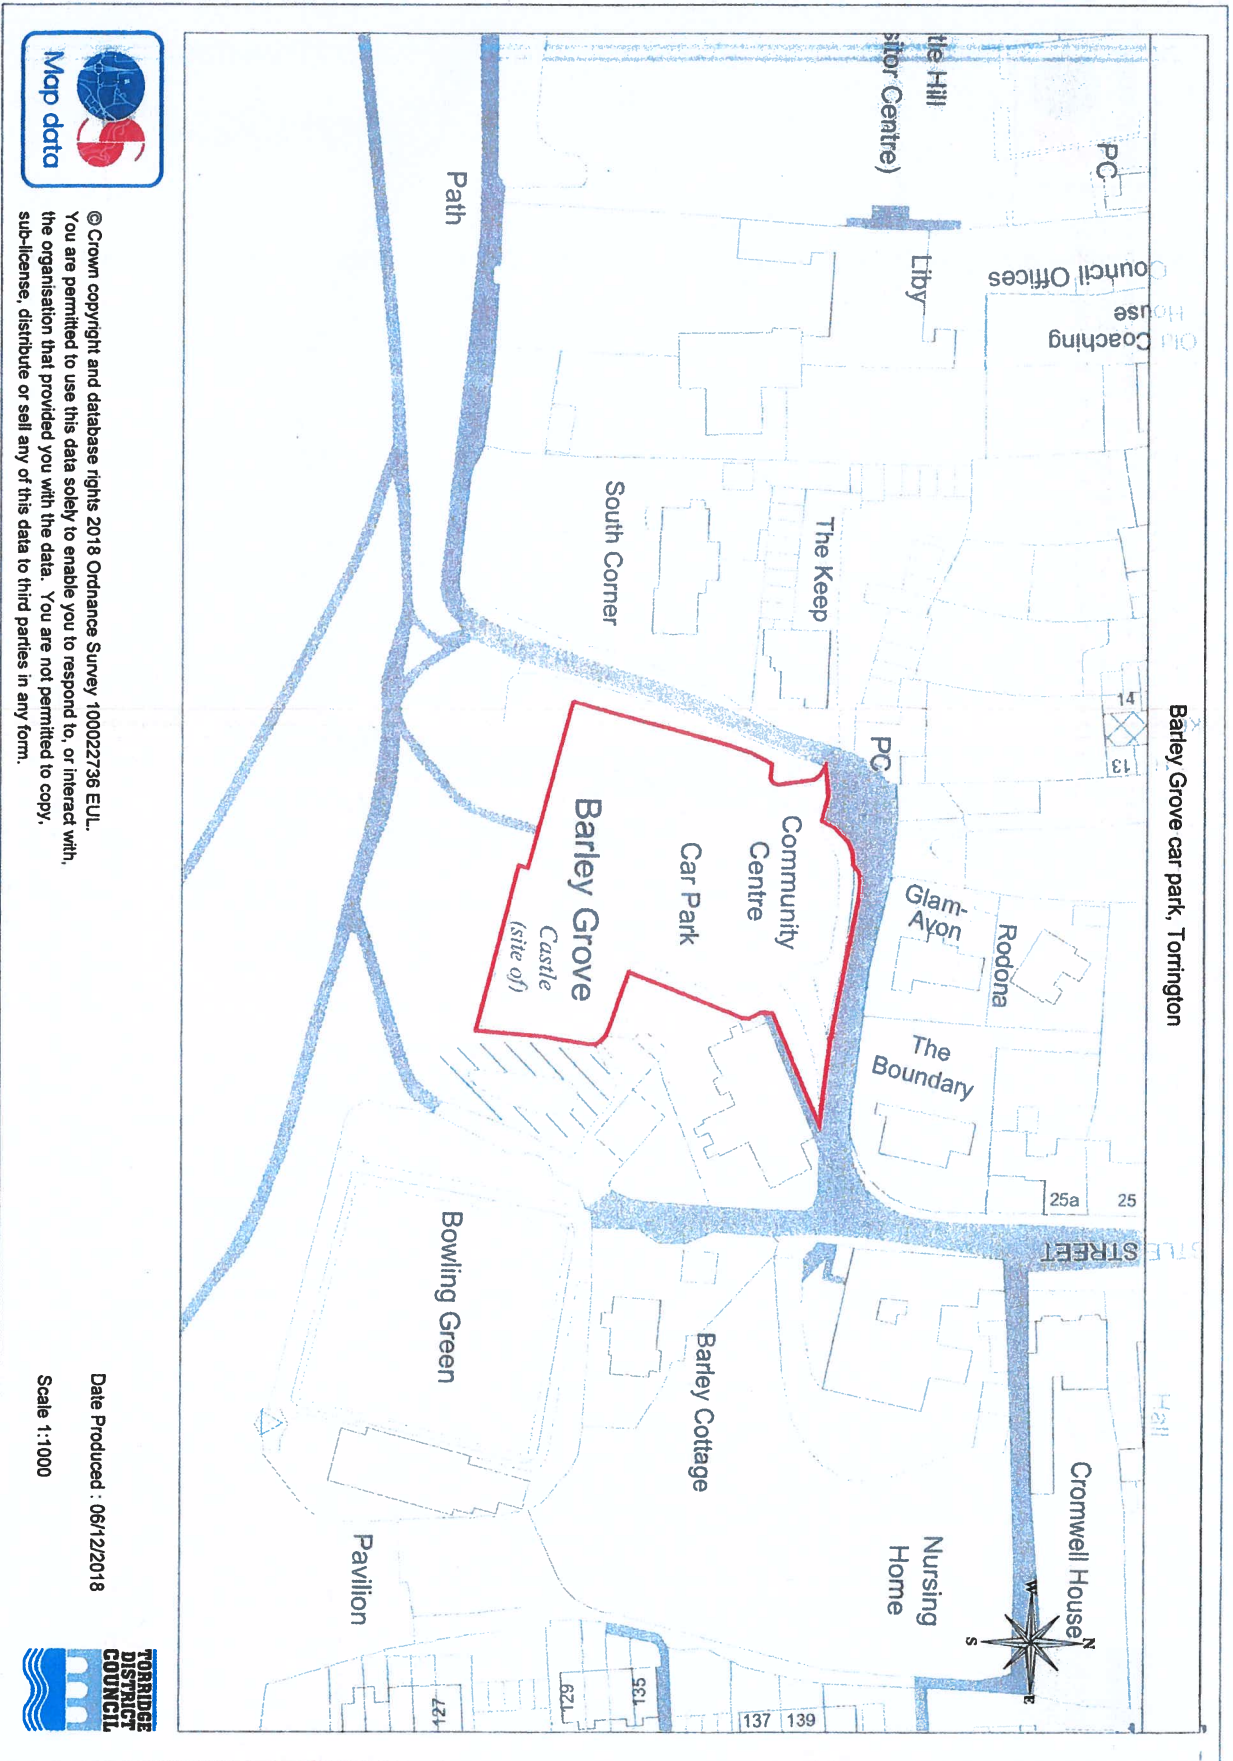 Barley Grove car park, Torrington
PC
tle Hill
sitor Centre)
Liby
Council Offices
Old Coaching
House
Path
South Corner
The Keep
14
13
PC
Glam-
Avon
Rodona
The
Boundary
25a
25
STLE STREET
Hall
Community
Centre
Car Park
Barley Grove
Castle
(site of)
Bowling Green
Barley Cottage
Cromwell House
Nursing
Home
Pavilion
N
W
E
S
127
129
135
137
139
Map data
© Crown copyright and database rights 2018 Ordnance Survey 100022736 EUL.
You are permitted to use this data solely to enable you to respond to, or interact with,
the organisation that provided you with the data. You are not permitted to copy,
sub-license, distribute or sell any of this data to third parties in any form.
Date Produced : 06/12/2018
Scale 1:1000
TORRIDGE
DISTRICT
COUNCIL